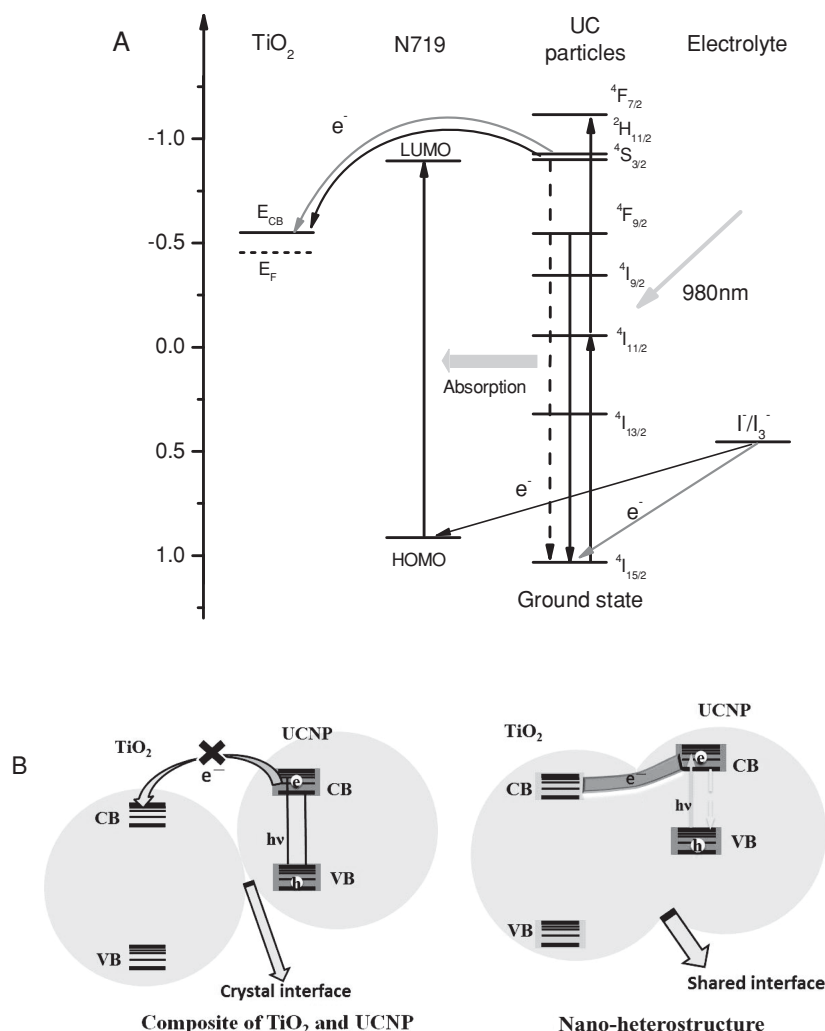 A
TiO2
N719
UC
particles
Electrolyte
4F7/2
-1.0
e-
2H11/2
LUMO
4S3/2
ECB
4F9/2
-0.5
EF
4I9/2
980nm
0.0
4I11/2
Absorption
4I13/2
I-/I3-
0.5
e-
e-
1.0
HOMO
4I15/2
Ground state
B
TiO2
UCNP
e−
e
CB
CB
hν
h
VB
VB
Crystal interface
Composite of TiO2 and UCNP
UCNP
TiO2
e
CB
e−
CB
hν
h
VB
VB
Shared interface
Nano-heterostructure